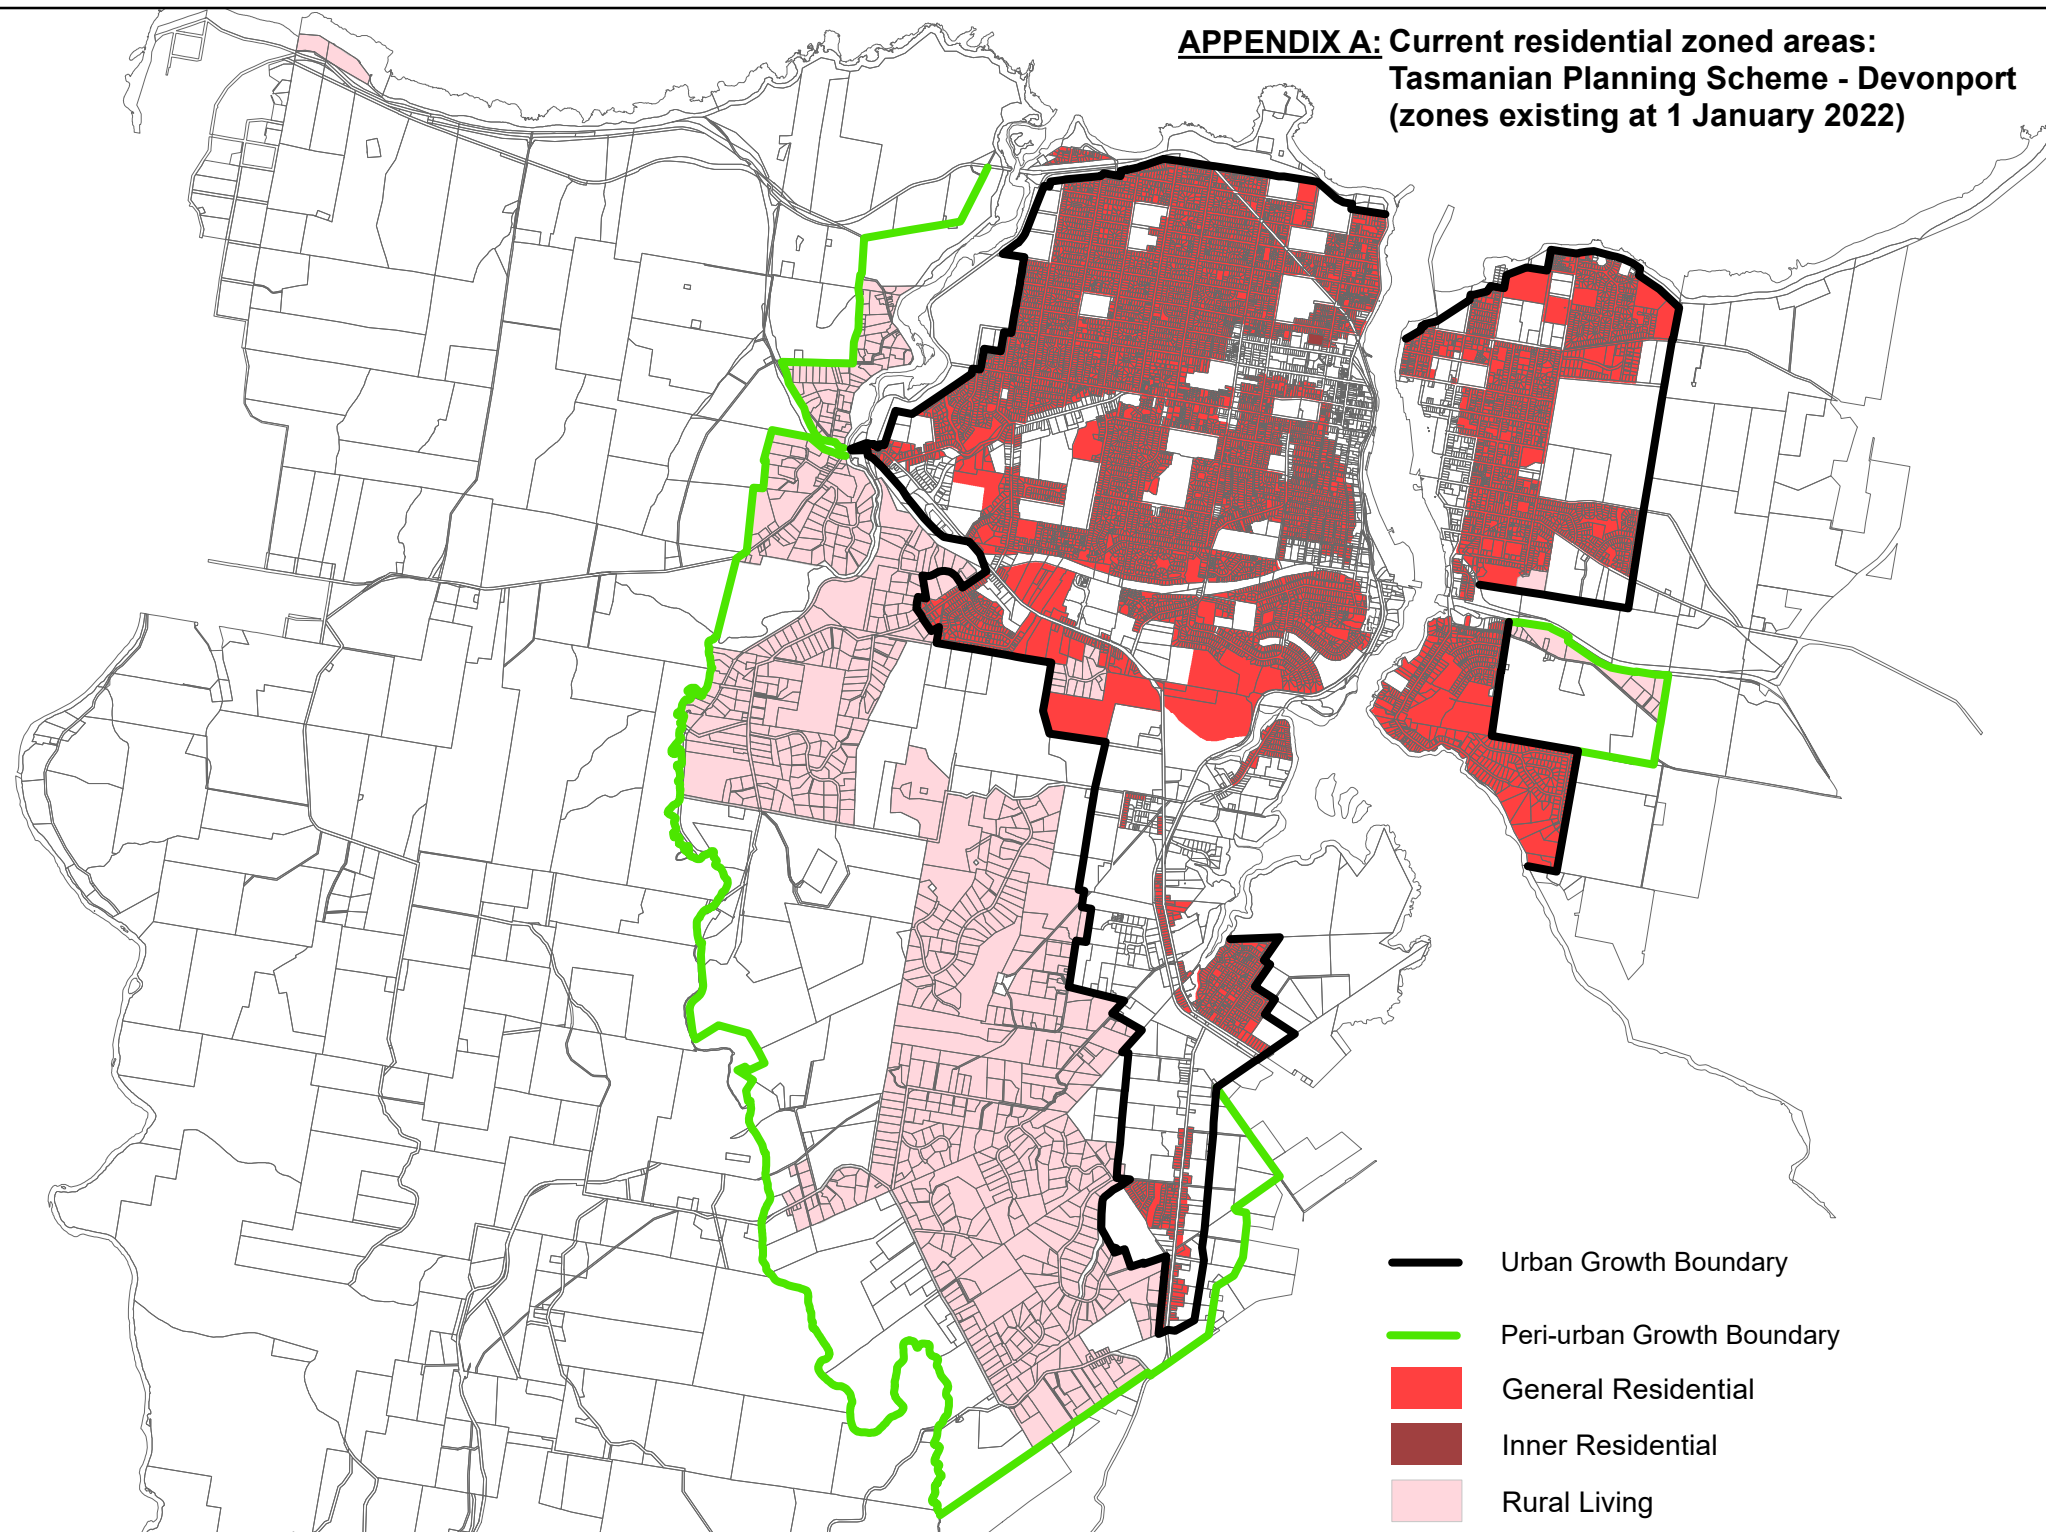 APPENDIX A: Current residential zoned areas:
Tasmanian Planning Scheme - Devonport
(zones existing at 1 January 2022)
Urban Growth Boundary
Peri-urban Growth Boundary
General Residential
Inner Residential
Rural Living